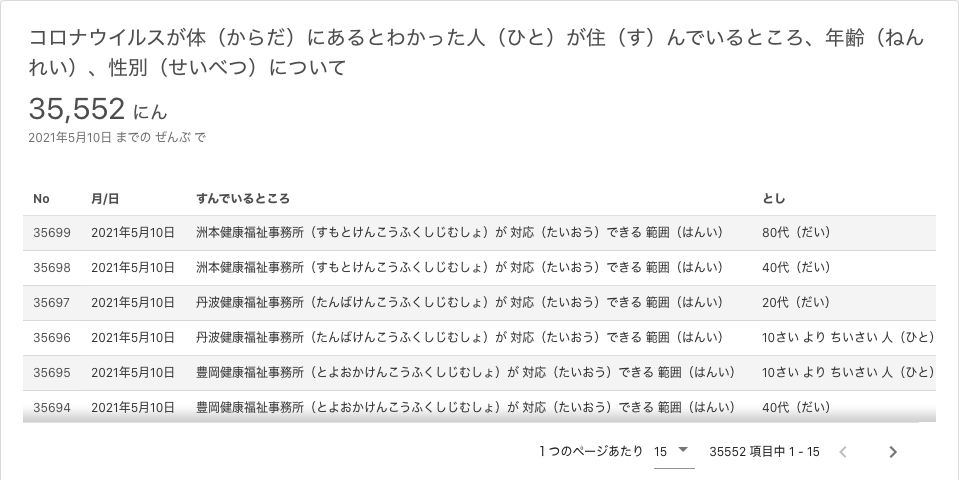 コロナウイルスが体（からだ）にあるとわかった人（ひと）が住（す）んでいるところ、年齢（ねん
れい）、性別（せいべつ）について
35,552 にん
2021年5月10日 までの ぜんぶ で
No 月/日 すんでいるところ とし
35699 2021年5月10日 洲本健康福祉事務所（すもとけんこうふくしじむしょ）が 対応（たいおう）できる 範囲（はんい） 80代（だい）
35698 2021年5月10日 洲本健康福祉事務所（すもとけんこうふくしじむしょ）が 対応（たいおう）できる 範囲（はんい） 40代（だい）
35697 2021年5月10日 丹波健康福祉事務所（たんばけんこうふくしじむしょ）が 対応（たいおう）できる 範囲（はんい） 20代（だい）
35696 2021年5月10日 丹波健康福祉事務所（たんばけんこうふくしじむしょ）が 対応（たいおう）できる 範囲（はんい） 10さい より ちいさい 人（ひと）
35695 2021年5月10日 豊岡健康福祉事務所（とよおかけんこうふくしじむしょ）が 対応（たいおう）できる 範囲（はんい） 10さい より ちいさい 人（ひと）
35694 2021年5月10日 豊岡健康福祉事務所（とよおかけんこうふくしじむしょ）が 対応（たいおう）できる 範囲（はんい） 40代（だい）
1 つのページあたり 15 35552 項目中 1 - 15